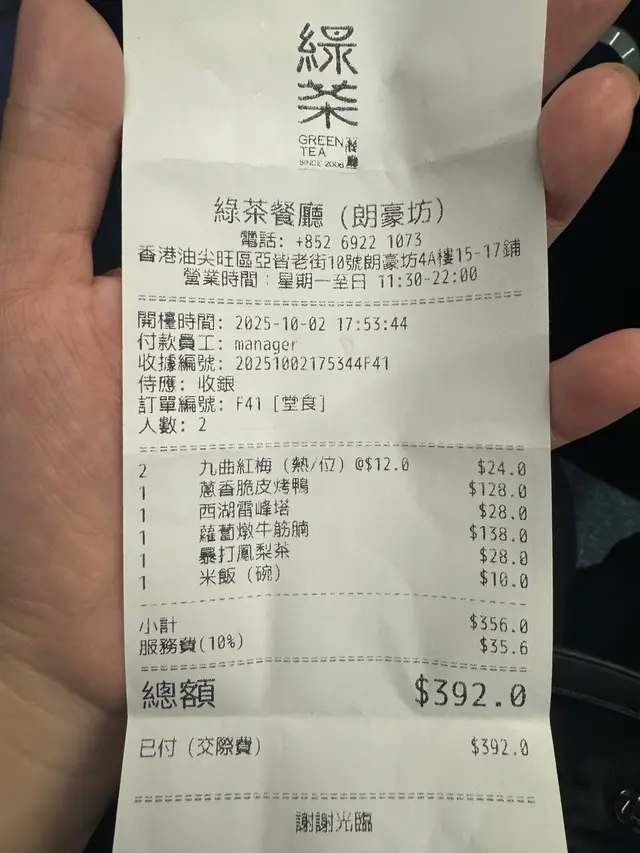 綠茶
GREEN TEA 餐廳
SINCE 2008
綠茶餐廳 (朗豪坊)
電話: +852 6922 1073
香港油尖旺區亞皆老街10號朗豪坊4A樓15-17鋪
營業時間：星期一至日 11:30-22:00
開檯時間: 2025-10-02 17:53:44
付款員工: manager
收據編號: 20251002175344F41
侍應: 收銀
訂單編號: F41 [堂食]
人數: 2
2 九曲紅梅 (熱/位) @$12.0 $24.0
1 蔥香脆皮烤鴨 $128.0
1 西湖雷峰塔 $28.0
1 蘿蔔燉牛筋腩 $138.0
1 暴打鳳梨茶 $28.0
1 米飯 (碗) $10.0
小計 $356.0
服務費(10%) $35.6
總額 $392.0
已付 (交際費) $392.0
謝謝光臨